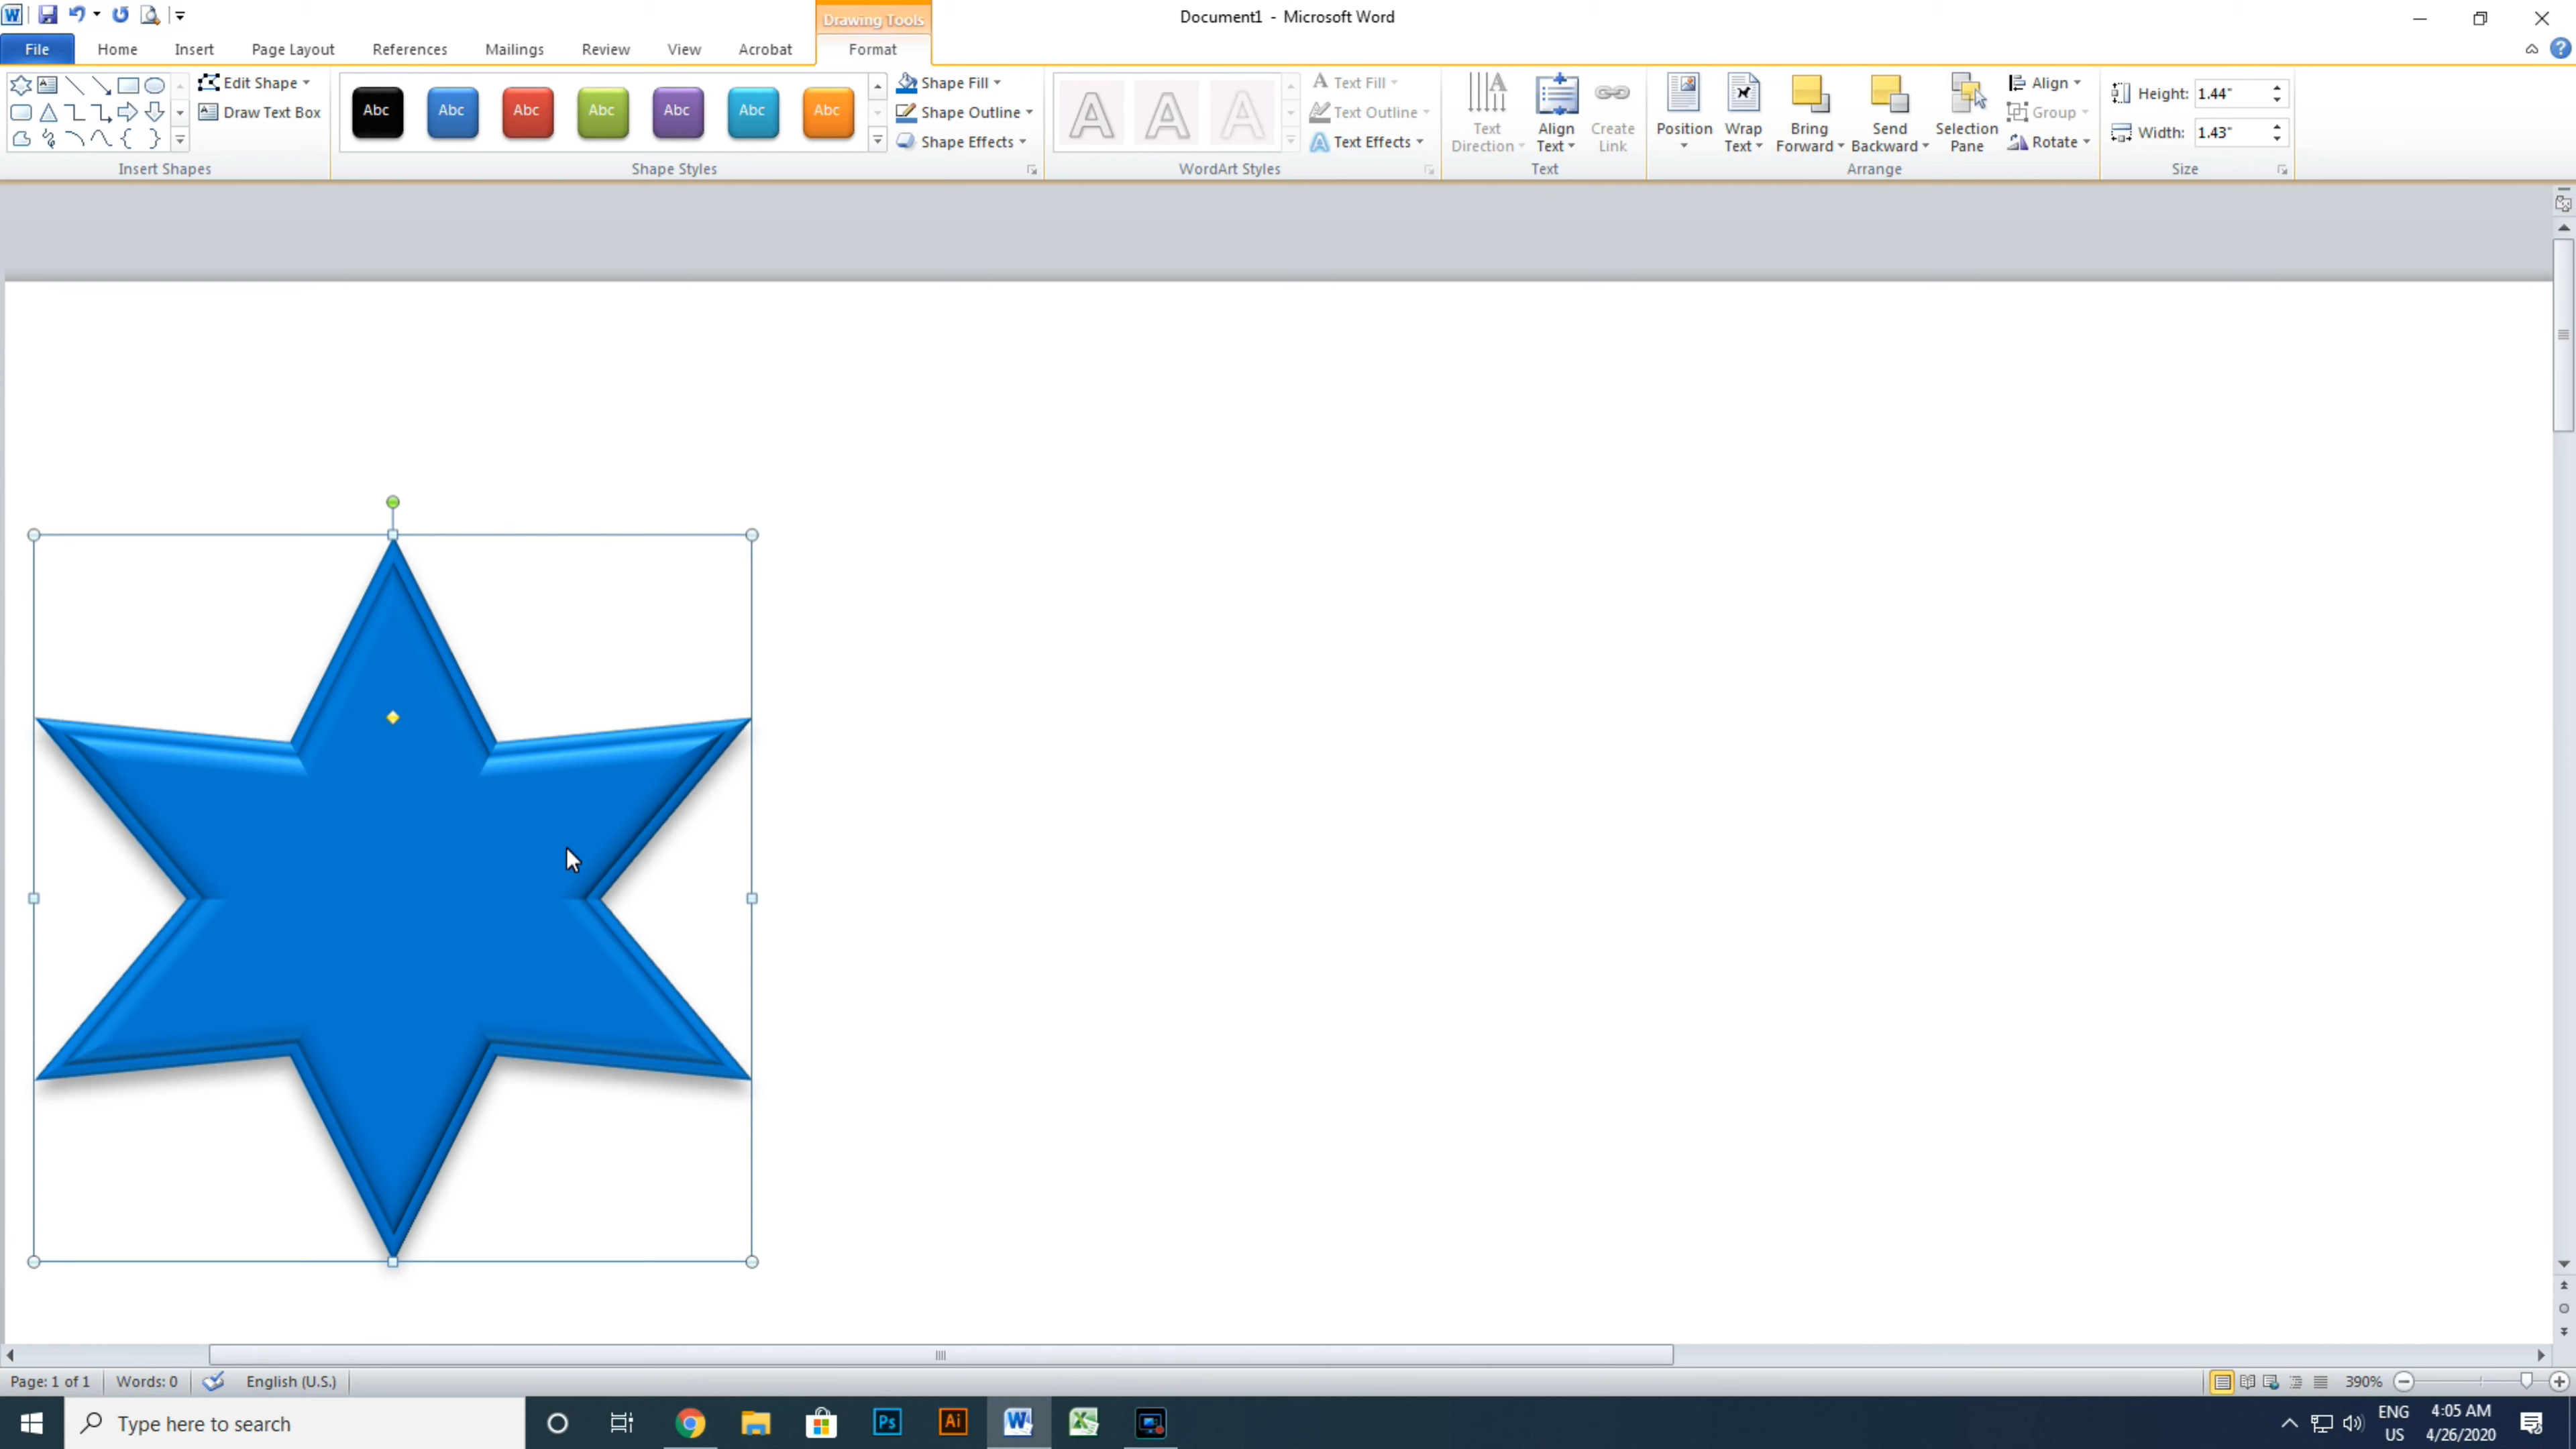 Drawing Tools
Document1 - Microsoft Word
File Home Insert Page Layout References Mailings Review View Acrobat Format
Edit Shape
Draw Text Box
Insert Shapes
Abc Abc Abc Abc Abc Abc Abc
Shape Styles
Shape Fill
Shape Outline
Shape Effects
A A A
WordArt Styles
A Text Fill
Text Outline
A Text Effects
Text Direction
Align Text
Create Link
Text
Position
Wrap Text
Bring Forward
Send Backward
Selection Pane
Align
Group
Rotate
Arrange
Height: 1.44"
Width: 1.43"
Size
Page: 1 of 1 Words: 0 English (U.S.) 390%
Type here to search
Ps Ai W X
ENG
US
4:05 AM
4/26/2020